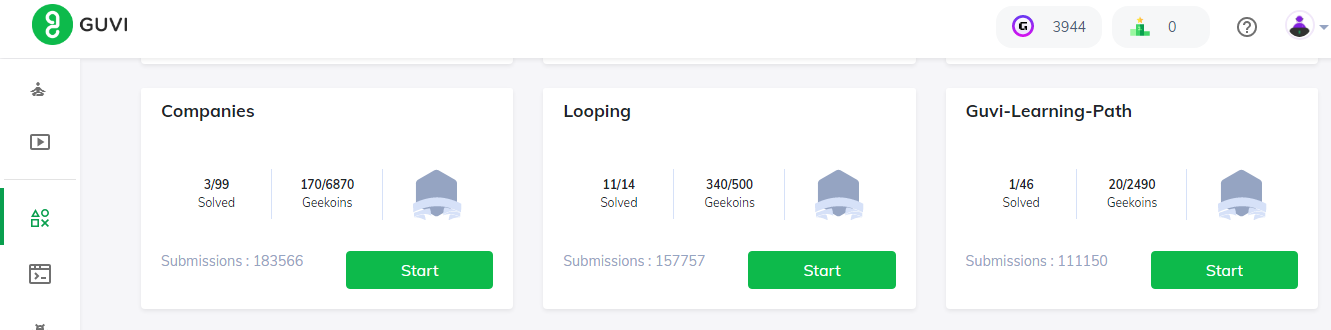 GUVI
3944
0
Companies
3/99
Solved
170/6870
Geekoins
Submissions : 183566
Start
Looping
11/14
Solved
340/500
Geekoins
Submissions : 157757
Start
Guvi-Learning-Path
1/46
Solved
20/2490
Geekoins
Submissions : 111150
Start